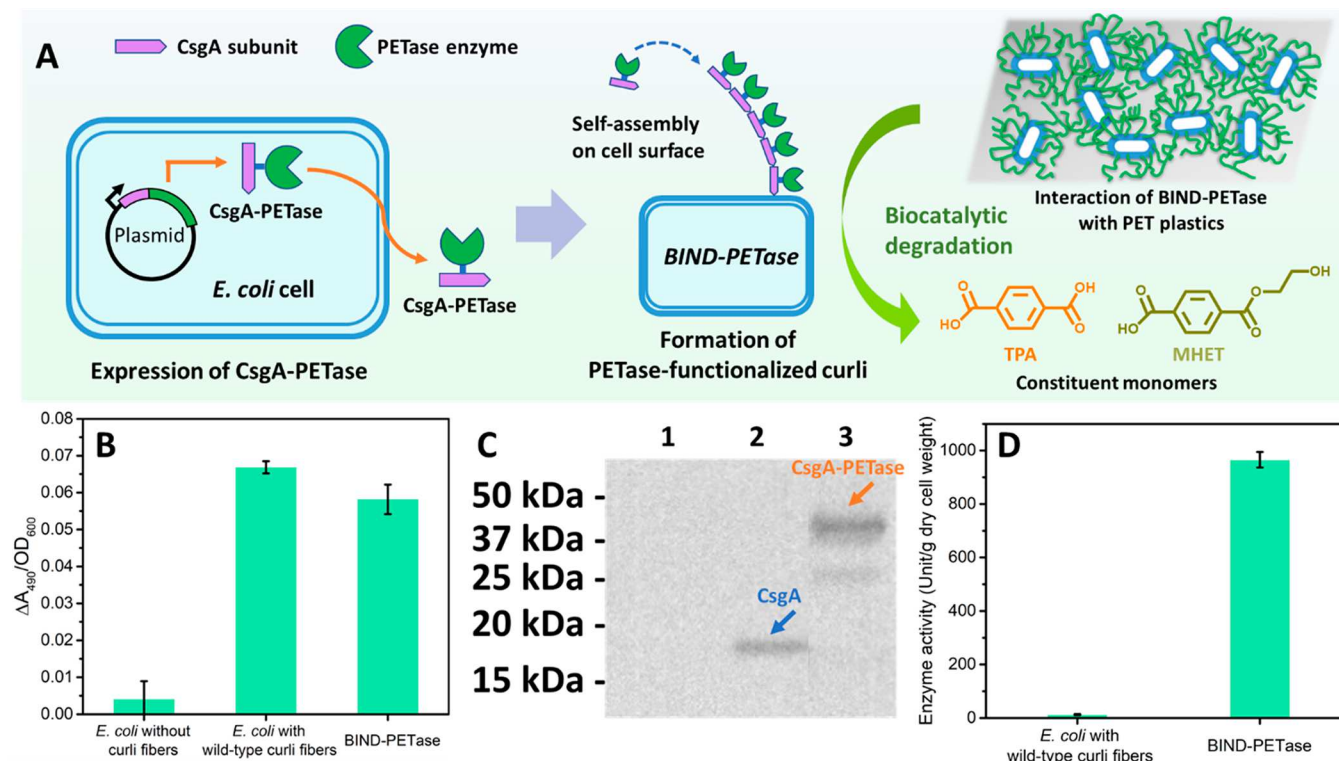 A
CsgA subunit
PETase enzyme
Plasmid
CsgA-PETase
E. coli cell
CsgA-PETase
Expression of CsgA-PETase
Self-assembly
on cell surface
BIND-PETase
Formation of
PETase-functionalized curli
Biocatalytic
degradation
Interaction of BIND-PETase
with PET plastics
O
OH
HO
O
TPA
O
HO
O
O
OH
MHET
Constituent monomers
B
ΔA490/OD600
0.08
0.07
0.06
0.05
0.04
0.03
0.02
0.01
0.00
E. coli without
curli fibers
E. coli with
wild-type curli fibers
BIND-PETase
C
1 2 3
50 kDa -
37 kDa -
25 kDa -
20 kDa -
15 kDa -
CsgA-PETase
CsgA
D
Enzyme activity (Unit/g dry cell weight)
1000
800
600
400
200
0
E. coli with
wild-type curli fibers
BIND-PETase